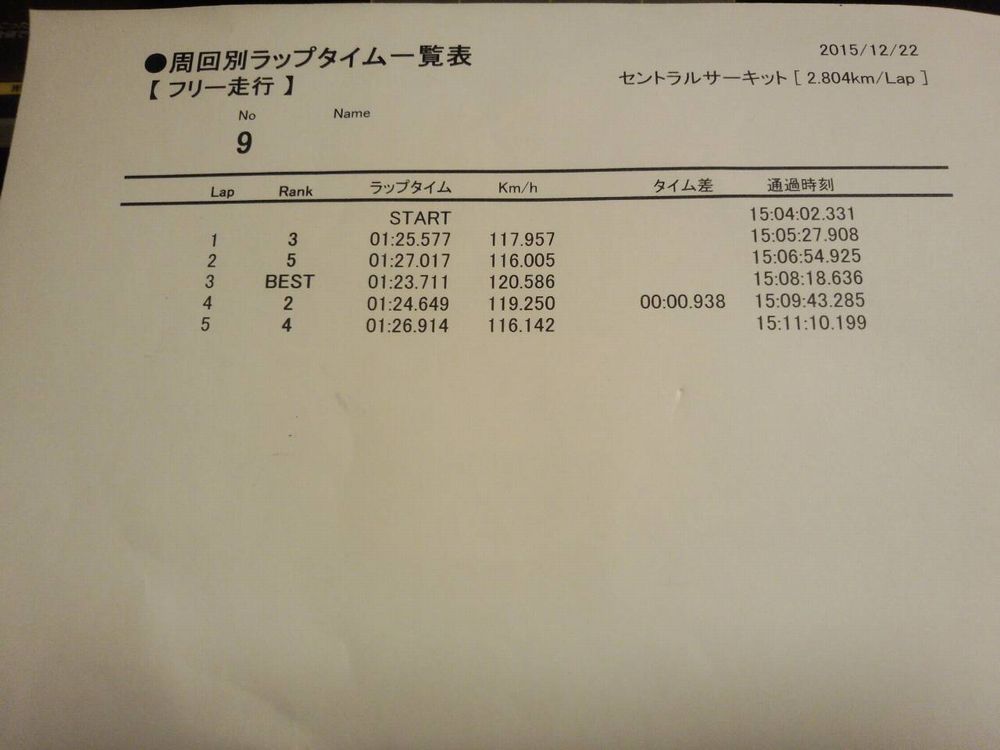 ●周回別ラップタイム一覧表 2015/12/22
【 フリー走行 】 セントラルサーキット [ 2.804km/Lap ]
No Name
9
Lap Rank ラップタイム Km/h タイム差 通過時刻
START 15:04:02.331
1 3 01:25.577 117.957 15:05:27.908
2 5 01:27.017 116.005 15:06:54.925
3 BEST 01:23.711 120.586 15:08:18.636
4 2 01:24.649 119.250 00:00.938 15:09:43.285
5 4 01:26.914 116.142 15:11:10.199